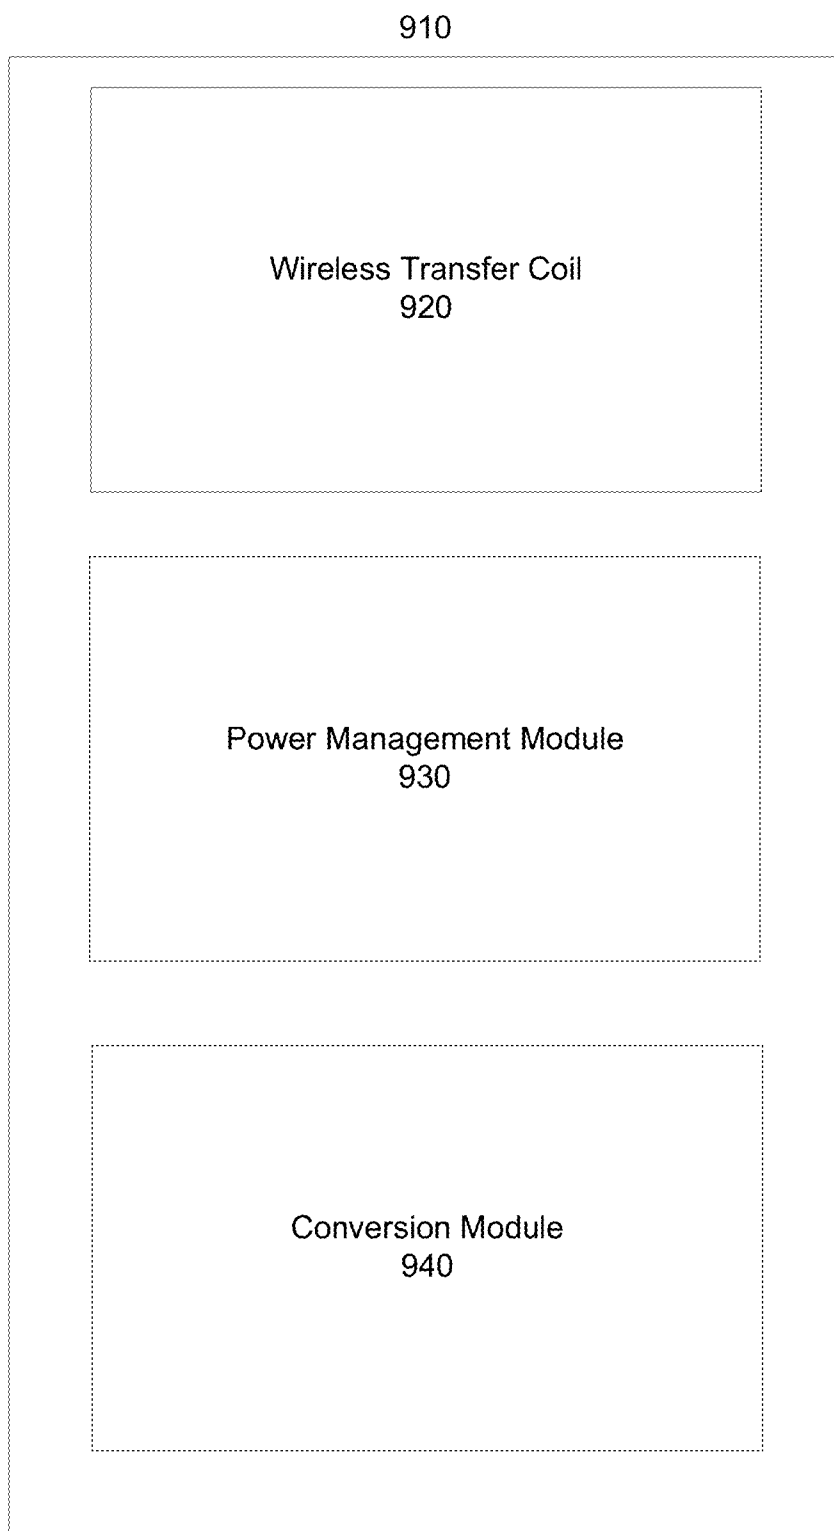 910
Wireless Transfer Coil
920
Power Management Module
930
Conversion Module
940